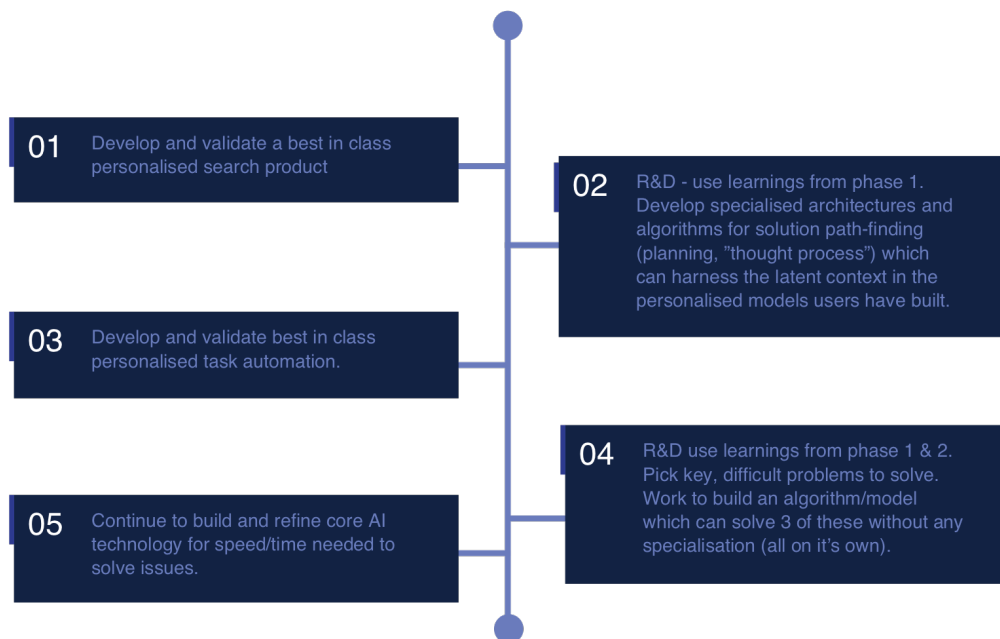 01
Develop and validate a best in class
personalised search product
02
R&D - use learnings from phase 1.
Develop specialised architectures and
algorithms for solution path-finding
(planning, ”thought process”) which
can harness the latent context in the
personalised models users have built.
03
Develop and validate best in class
personalised task automation.
04
R&D use learnings from phase 1 & 2.
Pick key, difficult problems to solve.
Work to build an algorithm/model
which can solve 3 of these without any
specialisation (all on it’s own).
05
Continue to build and refine core AI
technology for speed/time needed to
solve issues.